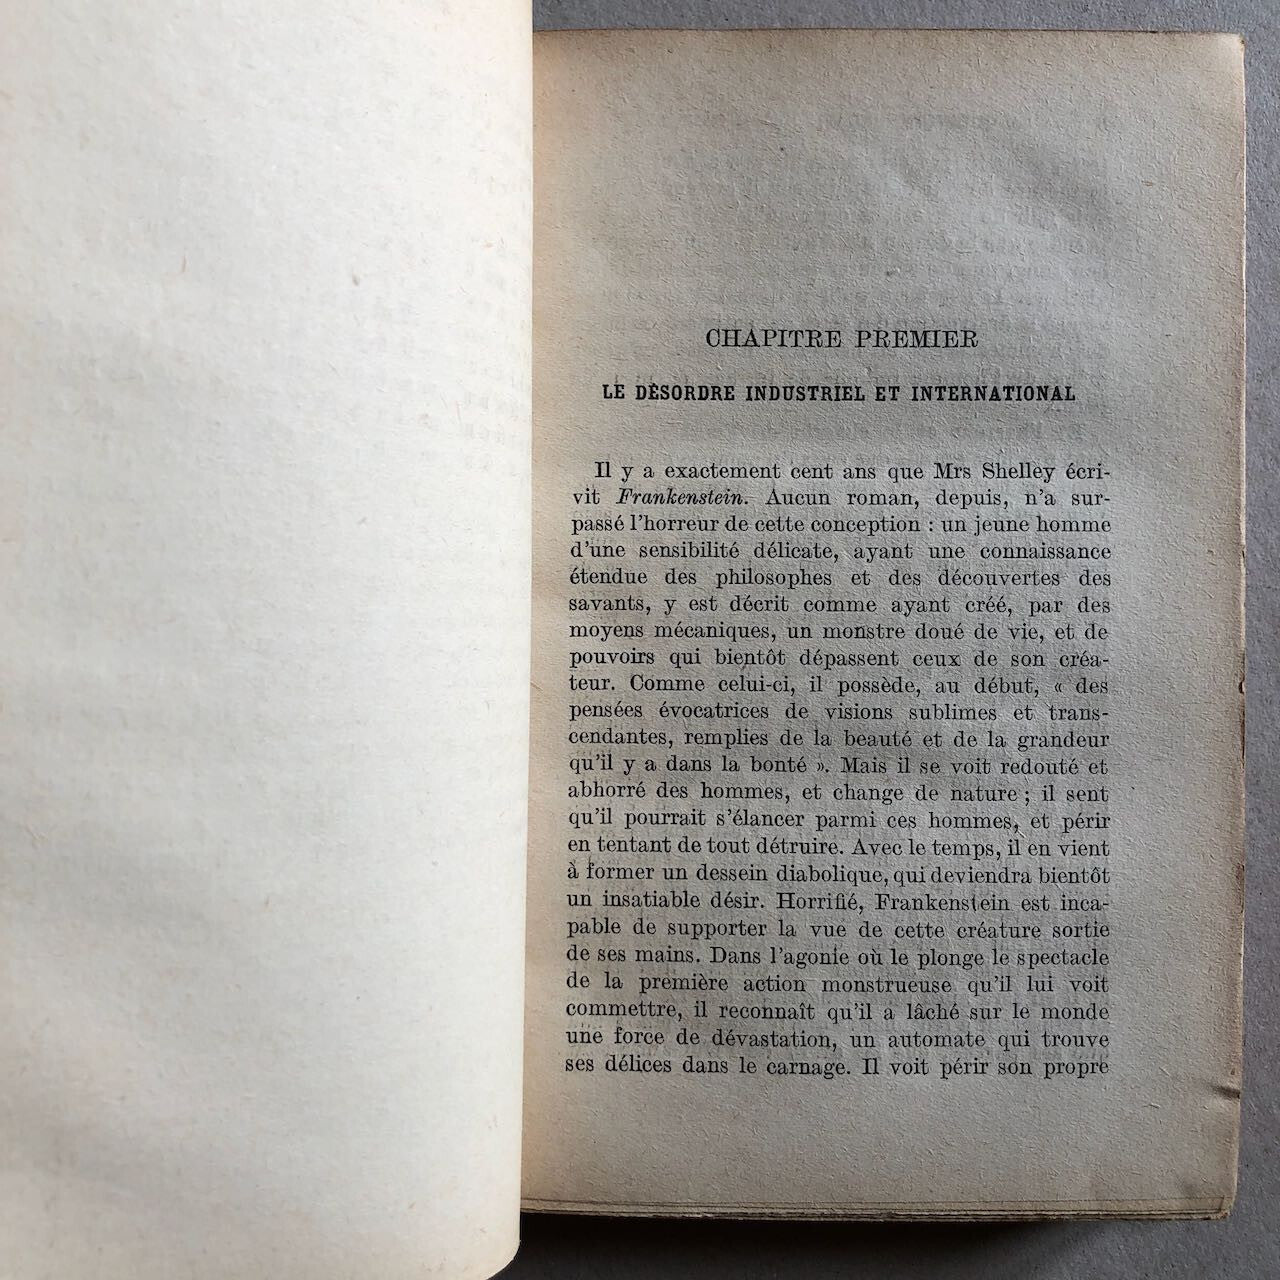 CHAPITRE PREMIER
LE DÉSORDRE INDUSTRIEL ET INTERNATIONAL
Il y a exactement cent ans que Mrs Shelley écri-
vit Frankenstein. Aucun roman, depuis, n'a sur-
passé l'horreur de cette conception : un jeune homme
d'une sensibilité délicate, ayant une connaissance
étendue des philosophes et des découvertes des
savants, y est décrit comme ayant créé, par des
moyens mécaniques, un monstre doué de vie, et de
pouvoirs qui bientôt dépassent ceux de son créa-
teur. Comme celui-ci, il possède, au début, « des
pensées évocatrices de visions sublimes et trans-
cendantes, remplies de la beauté et de la grandeur
qu'il y a dans la bonté ». Mais il se voit redouté et
abhorré des hommes, et change de nature ; il sent
qu'il pourrait s'élancer parmi ces hommes, et périr
en tentant de tout détruire. Avec le temps, il en vient
à former un dessein diabolique, qui deviendra bientôt
un insatiable désir. Horrifié, Frankenstein est inca-
pable de supporter la vue de cette créature sortie
de ses mains. Dans l'agonie où le plonge le spectacle
de la première action monstrueuse qu'il lui voit
commettre, il reconnaît qu'il a lâché sur le monde
une force de dévastation, un automate qui trouve
ses délices dans le carnage. Il voit périr son propre